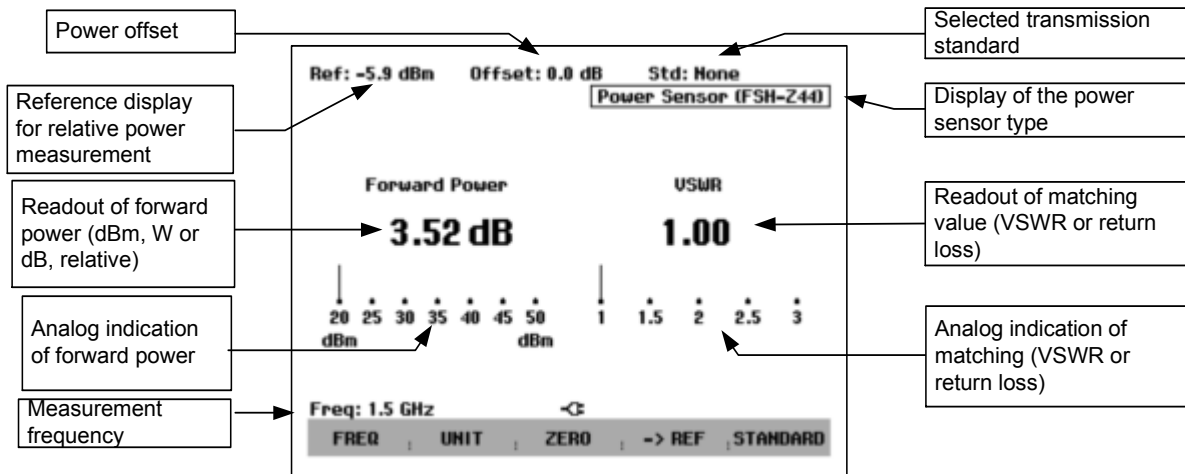 Power offset
Selected transmission
standard
Ref: -5.9 dBm Offset: 0.0 dB Std: None
Power Sensor (FSH-Z44)
Reference display
for relative power
measurement
Display of the power
sensor type
Forward Power VSWR
Readout of forward
power (dBm, W or
dB, relative)
3.52 dB 1.00
Readout of matching
value (VSWR or return
loss)
20 25 30 35 40 45 50
dBm dBm
1 1.5 2 2.5 3
Analog indication
of forward power
Analog indication of
matching (VSWR or
return loss)
Measurement
frequency
Freq: 1.5 GHz
FREQ UNIT ZERO -> REF STANDARD